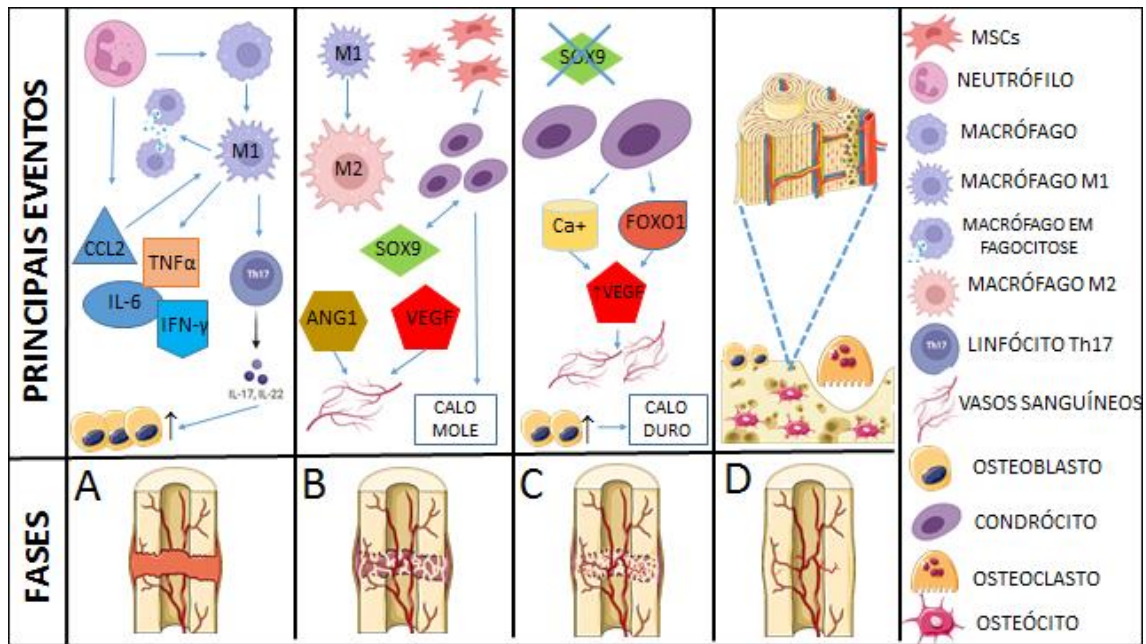 PRINCIPAIS EVENTOS
M1
CCL2
TNFα
IL-6
IFN-γ
Th17
IL-17, IL-22
M1
M2
SOX9
ANG1
VEGF
CALO
MOLE
SOX9
Ca+
FOXO1
↑VEGF
CALO
DURO
FASES
A
B
C
D
MSCs
NEUTRÓFILO
MACRÓFAGO
MACRÓFAGO M1
MACRÓFAGO EM
FAGOCITOSE
MACRÓFAGO M2
Th17
LINFÓCITO Th17
VASOS SANGUÍNEOS
OSTEOBLASTO
CONDRÓCITO
OSTEOCLASTO
OSTEÓCITO